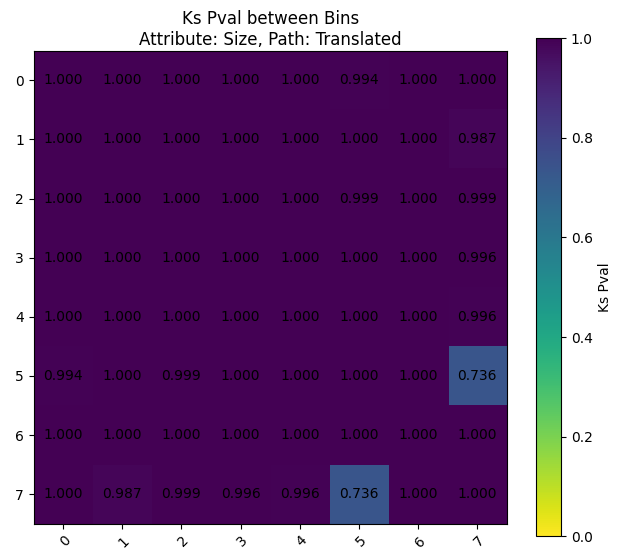 Ks Pval between Bins
Attribute: Size, Path: Translated
0 1.000 1.000 1.000 1.000 1.000 0.994 1.000 1.000
1 1.000 1.000 1.000 1.000 1.000 1.000 1.000 0.987
2 1.000 1.000 1.000 1.000 1.000 0.999 1.000 0.999
3 1.000 1.000 1.000 1.000 1.000 1.000 1.000 0.996
4 1.000 1.000 1.000 1.000 1.000 1.000 1.000 0.996
5 0.994 1.000 0.999 1.000 1.000 1.000 1.000 0.736
6 1.000 1.000 1.000 1.000 1.000 1.000 1.000 1.000
7 1.000 0.987 0.999 0.996 0.996 0.736 1.000 1.000
0 1 2 3 4 5 6 7
1.0
0.8
0.6
0.4
0.2
0.0
Ks Pval